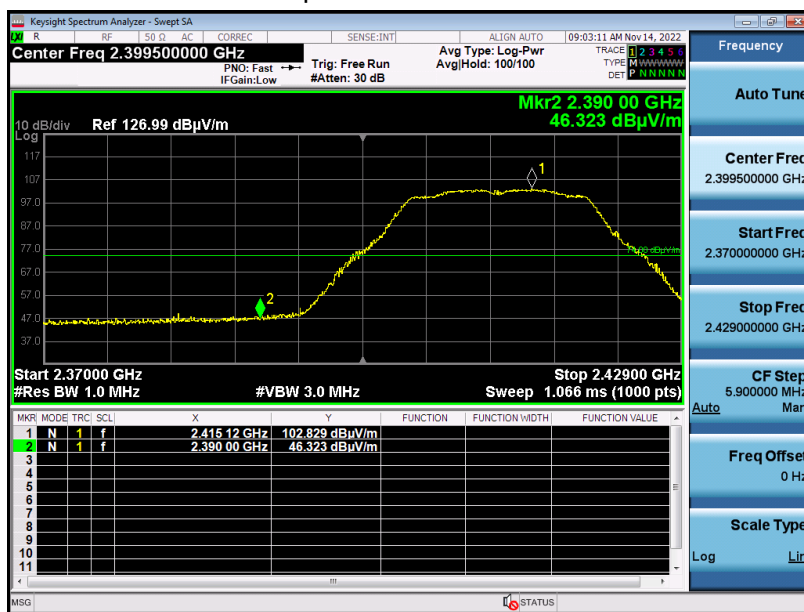 Keysight Spectrum Analyzer - Swept SA
LXI R RF 50 Ω AC CORREC SENSE:INT ALIGN AUTO 09:03:11 AM Nov 14, 2022
Center Freq 2.399500000 GHz
PNO: Fast
IFGain:Low
Trig: Free Run
#Atten: 30 dB
Avg Type: Log-Pwr
Avg|Hold: 100/100
TRACE 1 2 3 4 5 6
TYPE M WWWWW
DET P N N N N N
Mkr2 2.390 00 GHz
46.323 dBµV/m
10 dB/div Ref 126.99 dBµV/m
Log
117
107
97.0
87.0
77.0
67.0
57.0
47.0
37.0
1
2
Start 2.37000 GHz Stop 2.42900 GHz
#Res BW 1.0 MHz #VBW 3.0 MHz Sweep 1.066 ms (1000 pts)
MKR MODE TRC SCL X Y FUNCTION FUNCTION WIDTH FUNCTION VALUE
1 N 1 f 2.415 12 GHz 102.829 dBµV/m
2 N 1 f 2.390 00 GHz 46.323 dBµV/m
3
4
5
6
7
8
9
10
11
MSG STATUS
Frequency
Auto Tune
Center Freq
2.399500000 GHz
Start Freq
2.370000000 GHz
Stop Freq
2.429000000 GHz
CF Step
5.900000 MHz
Auto Man
Freq Offset
0 Hz
Scale Type
Log Lin